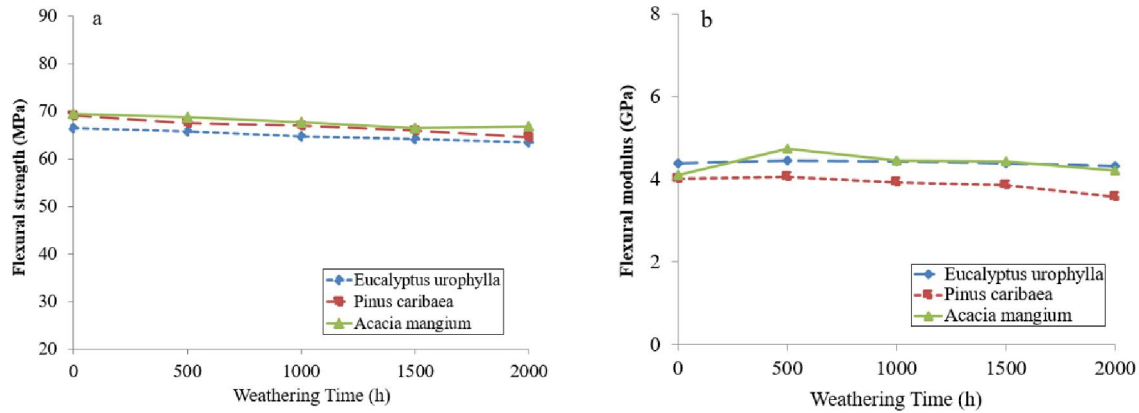 a
Flexural strength (MPa)
90
80
70
60
50
40
30
20
0
500
1000
1500
2000
Weathering Time (h)
Eucalyptus urophylla
Pinus caribaea
Acacia mangium
b
Flexural modulus (GPa)
8
6
4
2
0
0
500
1000
1500
2000
Weathering Time (h)
Eucalyptus urophylla
Pinus caribaea
Acacia mangium